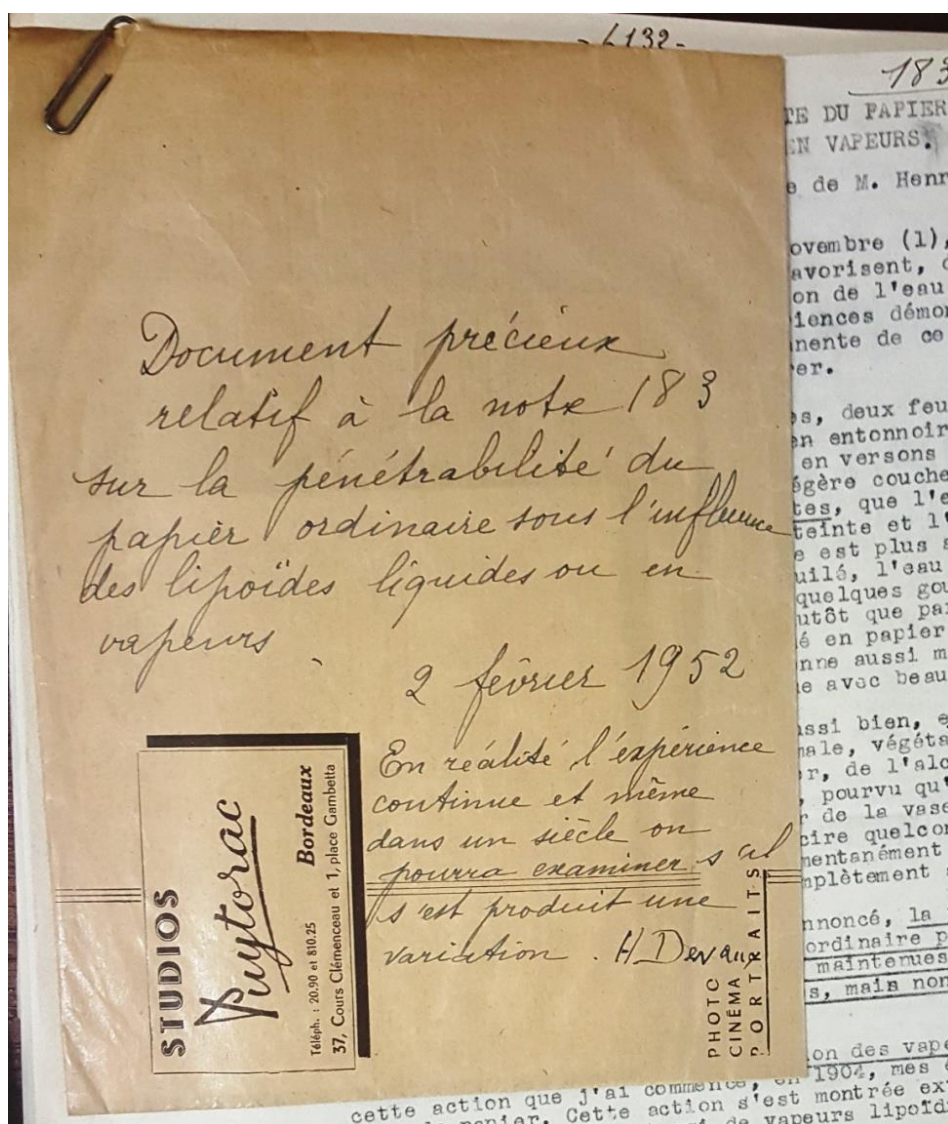 - 6132 -
183
TE DU PAPIER
EN VAPEURS.
e de M. Henr
ovembre (1),
avorisent, d
on de l'eau
iences démon
nente de ce
er.
s, deux feu
en entonnoir
en versons
égère couche
tes, que l'e
teinte et l'
e est plus
uilé, l'eau
quelques gou
utôt que pa
é en papier
nne aussi m
e avec beau
ssi bien, e
ale, végéta
r, de l'alc
pourvu qu'
r de la vase
cire quelcon
mentanément
mplètement
nnoncé, la
ordinaire p
maintenues
s, mais non
on des vape
cette action que j'ai commencé, en 1904, mes
papier. Cette action s'est montrée ex
de vapeurs lipoïd
Document précieux
relatif à la note 183
sur la pénétrabilité du
papier ordinaire sous l'influence
des lipoïdes liquides ou en
vapeurs
2 février 1952
En réalité l'expérience
continue et même
dans un siècle on
pourra examiner s'il
s'est produit une
variation. H Devaux
STUDIOS
Puytorac
Bordeaux
Téléph. : 20.90 et 810.25
37, Cours Clémenceau et 1, place Gambetta
PHOTO
CINÉMA
PORTRAITS